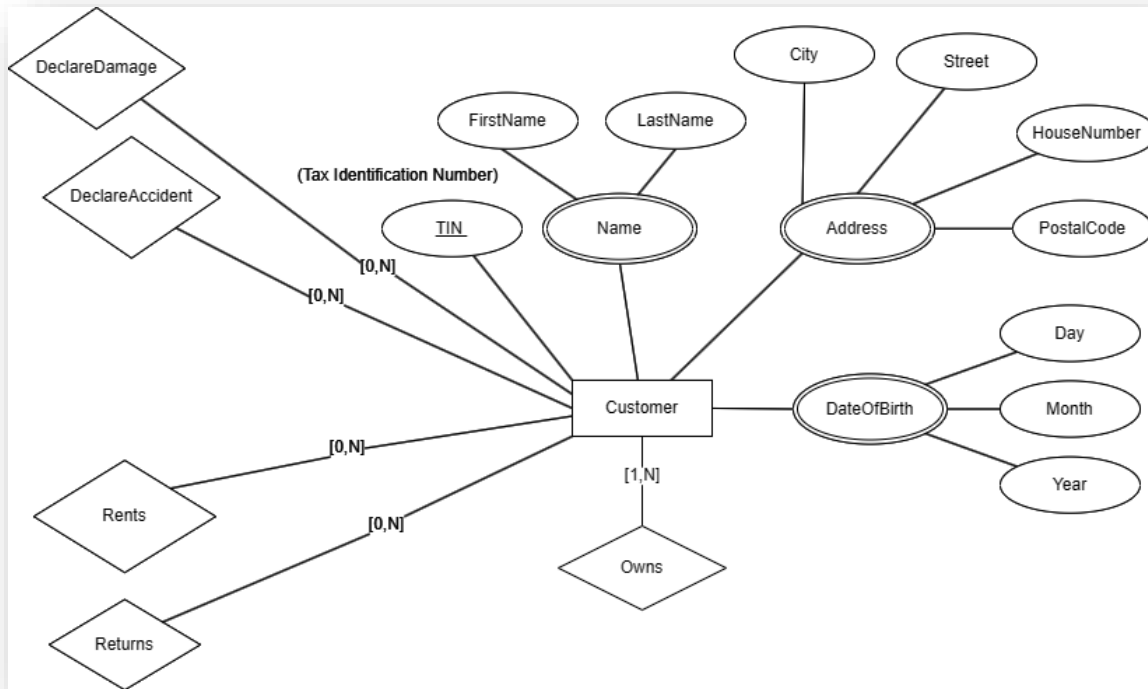 DeclareDamage
City
Street
FirstName
LastName
HouseNumber
(Tax Identification Number)
DeclareAccident
TIN
Name
Address
PostalCode
[0,N]
[0,N]
Day
Customer
DateOfBirth
Month
[0,N]
[1,N]
Year
Rents
[0,N]
Owns
Returns